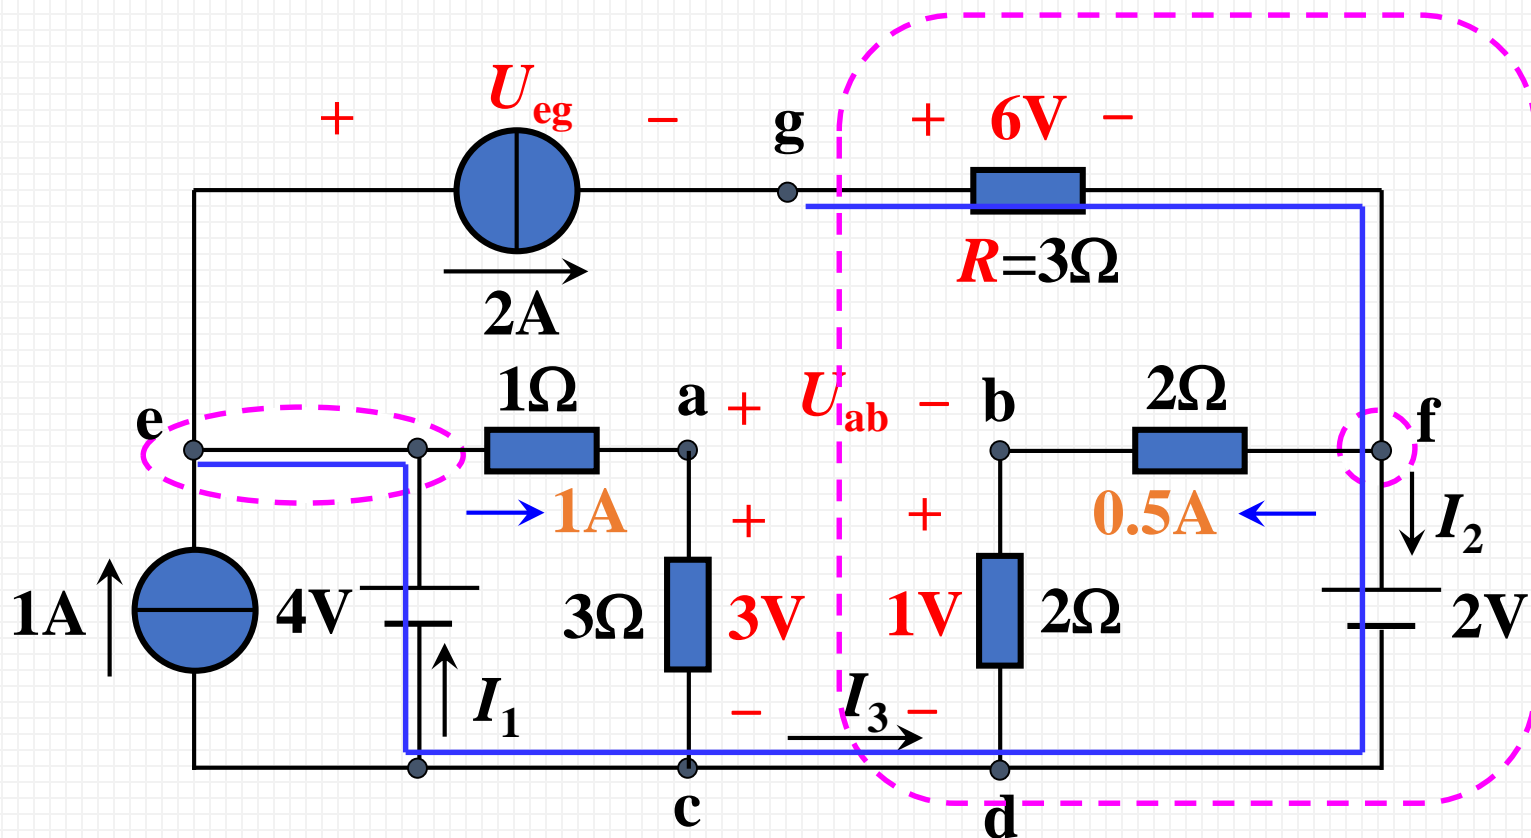 + Ueg − g + 6V −
2A
R=3Ω
e 1Ω a + Uab − b 2Ω f
1A + + 0.5A I2
1A 4V 3Ω 3V 1V 2Ω 2V
I1 − I3 −
c d